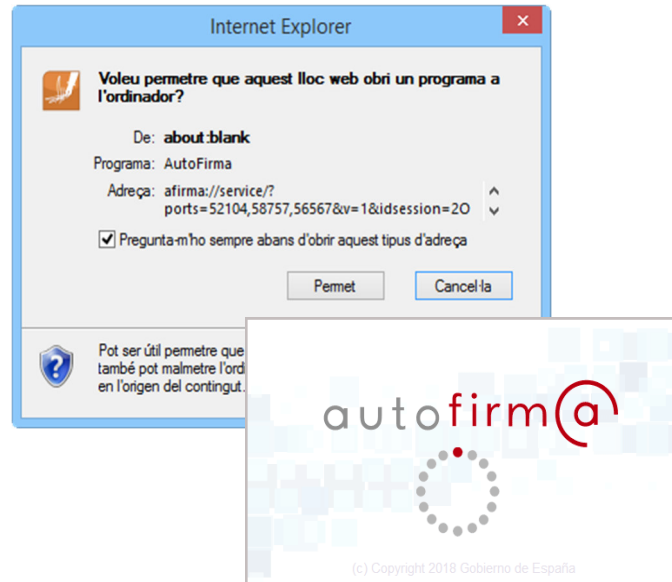 Internet Explorer
Voleu permetre que aquest lloc web obri un programa a
l'ordinador?
De: about:blank
Programa: AutoFirma
Adreça: afirma://service/?
ports=52104,58757,56567&v=1&idsession=2O
Pregunta-m'ho sempre abans d'obrir aquest tipus d'adreça
Permet Cancel·la
Pot ser útil permetre que
també pot malmetre l'ord
en l'origen del contingut.
autofirm@
(c) Copyright 2018 Gobierno de España